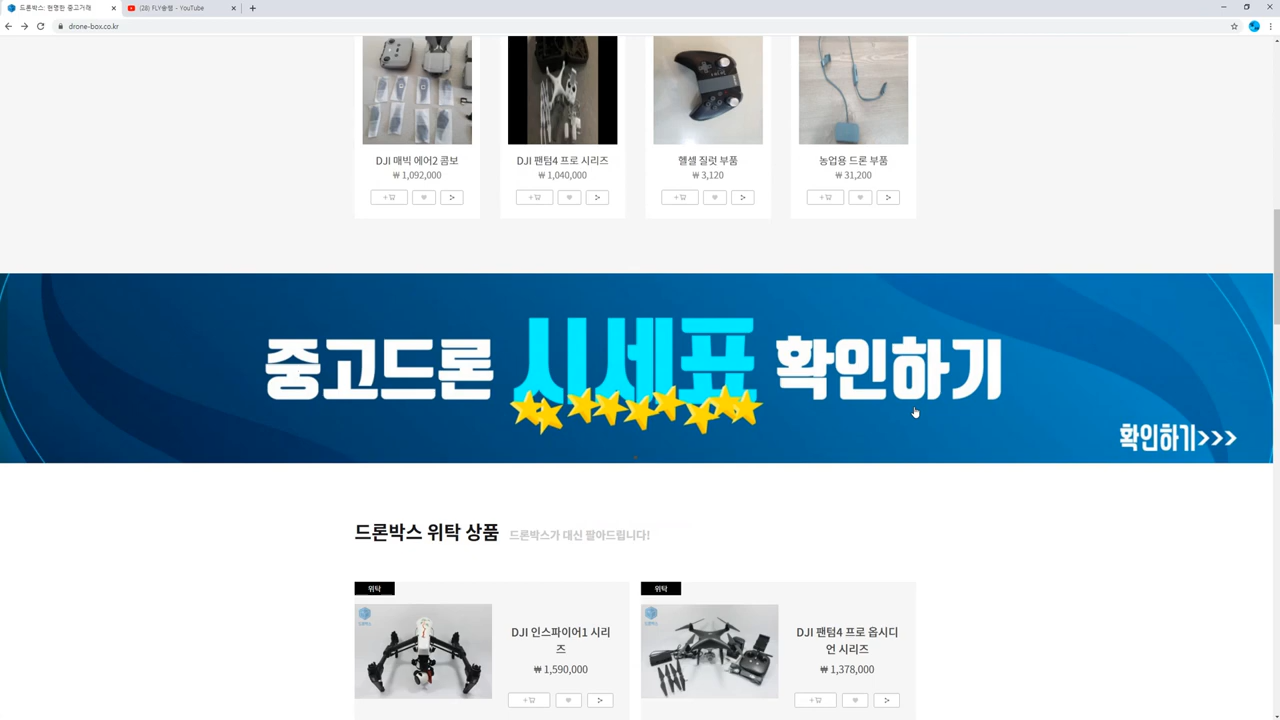 드론박스: 현명한 중고거래
(28) FLY솔렘 - YouTube
drone-box.co.kr
DJI 매빅 에어2 콤보
DJI 팬텀4 프로 시리즈
헬셀 질럿 부품
농업용 드론 부품
₩ 1,092,000
₩ 1,040,000
₩ 3,120
₩ 31,200
중고드론 시세표 확인하기
확인하기>>>
드론박스 위탁 상품 드론박스가 대신 팔아드립니다!
위탁
위탁
DJI 인스파이어1 시리
즈
₩ 1,590,000
DJI 팬텀4 프로 옵시디
언 시리즈
₩ 1,378,000